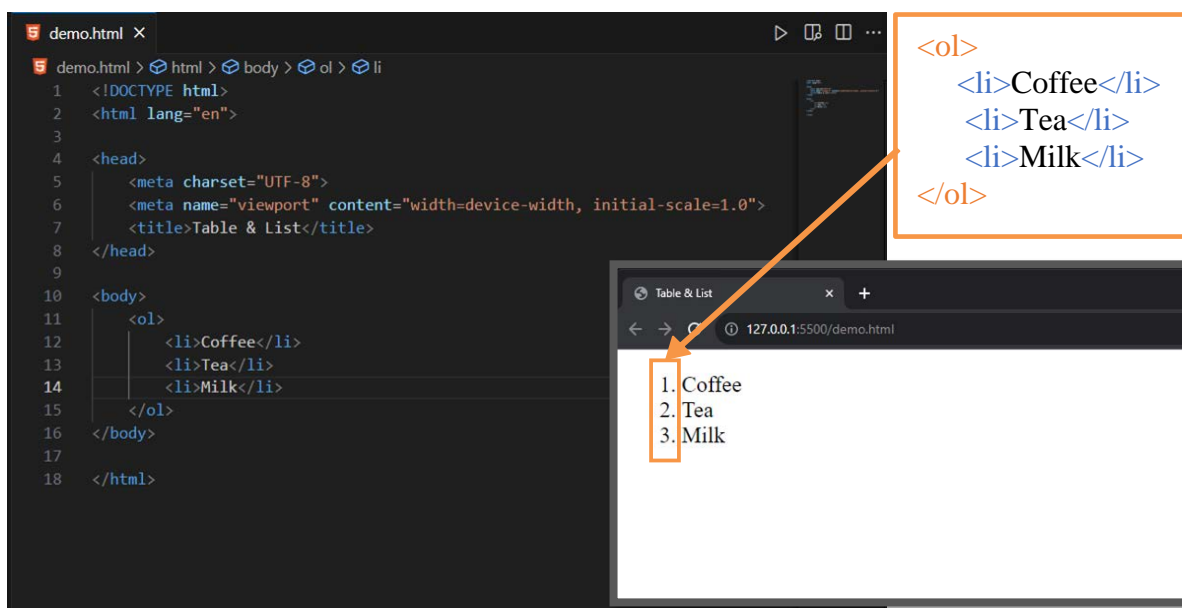 demo.html
demo.html > html > body > ol > li
1 <!DOCTYPE html>
2 <html lang="en">
3
4 <head>
5 <meta charset="UTF-8">
6 <meta name="viewport" content="width=device-width, initial-scale=1.0">
7 <title>Table & List</title>
8 </head>
9
10 <body>
11 <ol>
12 <li>Coffee</li>
13 <li>Tea</li>
14 <li>Milk</li>
15 </ol>
16 </body>
17
18 </html>
<ol>
<li>Coffee</li>
<li>Tea</li>
<li>Milk</li>
</ol>
Table & List
127.0.0.1:5500/demo.html
1. Coffee
2. Tea
3. Milk